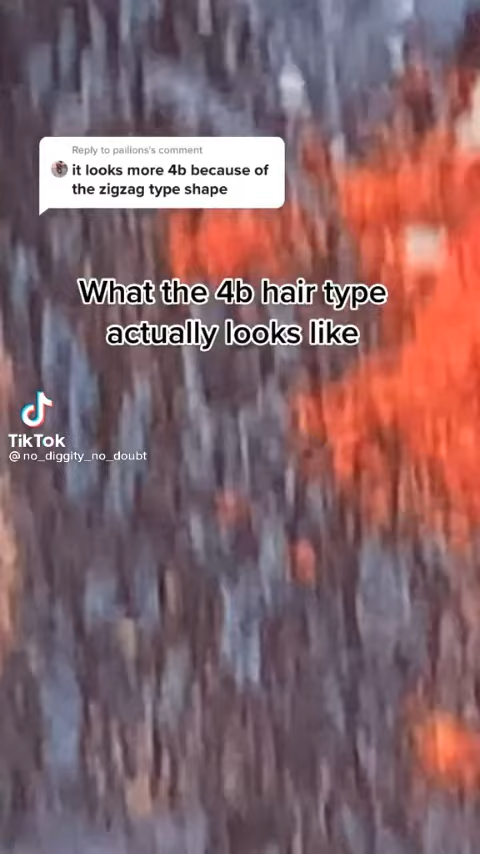 Reply to pailions's comment
it looks more 4b because of
the zigzag type shape
What the 4b hair type
actually looks like
TikTok
@no_diggity_no_doubt